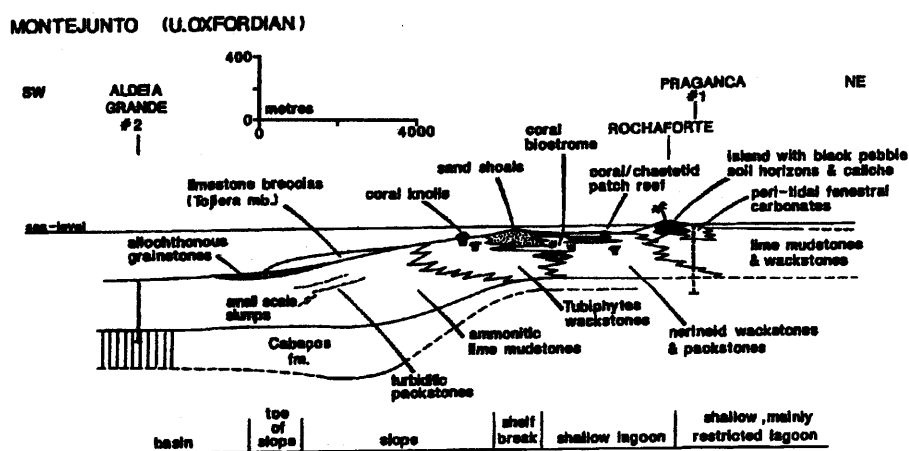 MONTEJUNTO (U.OXFORDIAN)
400
SW
ALDEIA
GRANDE
#2
metres
0
0
4000
PRAGANCA
#1
NE
ROCHAFORTE
coral
biostrome
sand shoals
coral/chaetetid
patch reef
island with black pebble
soil horizons & caliche
limestone breccias
(Tojiera mb.)
coral knolls
peri-tidal fenestral
carbonates
sea-level
allochthonous
grainstones
lime mudstones
& wackstones
small scale
slumps
Tubiphytes
wackstones
Cabaços
fm.
ammonitic
lime mudstones
nerineid wackstones
& packstones
turbiditic
packstones
basin
toe
of
slope
slope
shelf
break
shallow lagoon
shallow, mainly
restricted lagoon